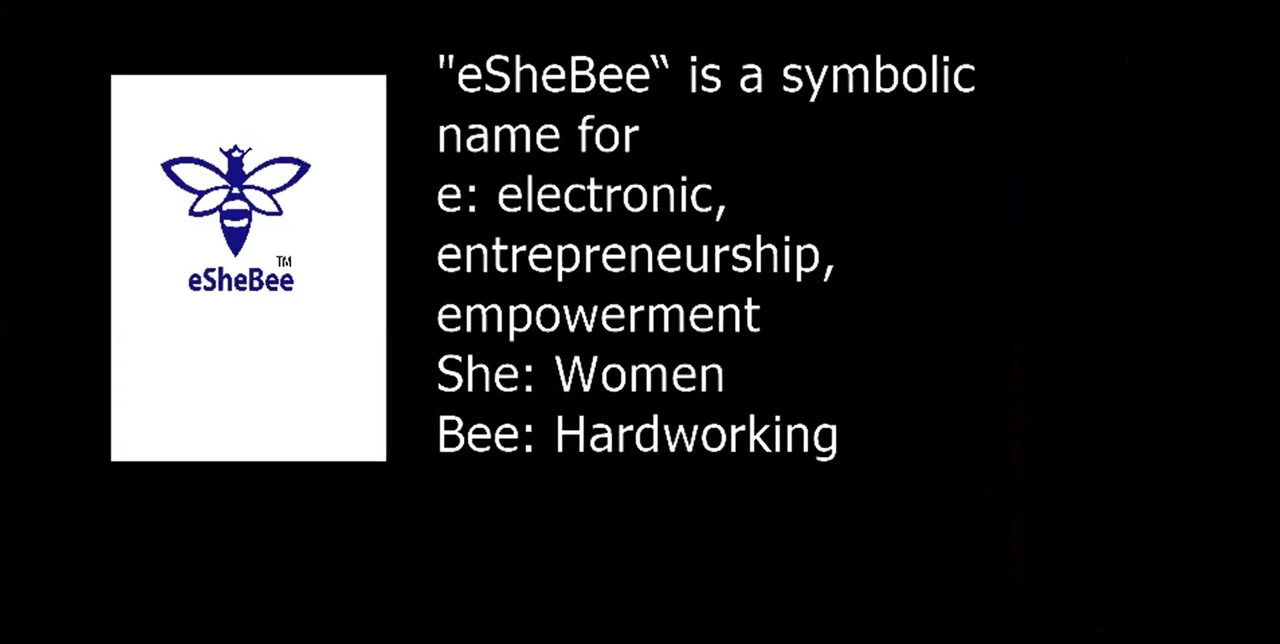 "eSheBee“ is a symbolic
name for
e: electronic,
entrepreneurship,
empowerment
She: Women
Bee: Hardworking
TM
eSheBee